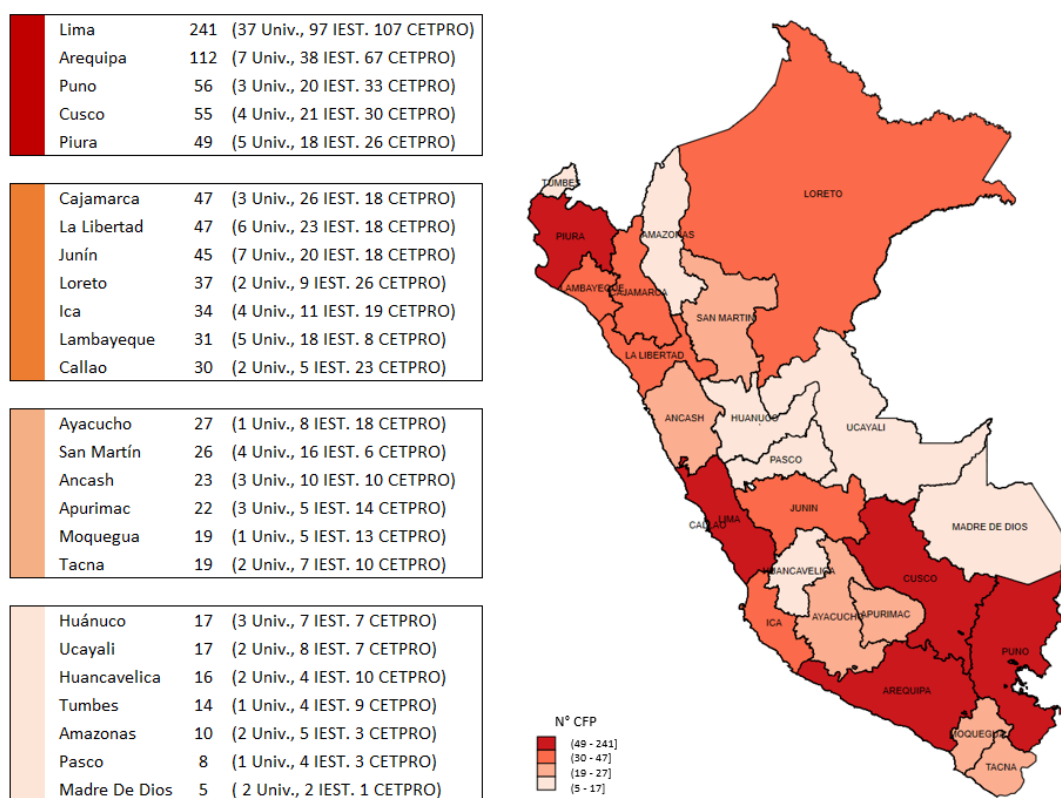 Lima 241 (37 Univ., 97 IEST. 107 CETPRO)
Arequipa 112 (7 Univ., 38 IEST. 67 CETPRO)
Puno 56 (3 Univ., 20 IEST. 33 CETPRO)
Cusco 55 (4 Univ., 21 IEST. 30 CETPRO)
Piura 49 (5 Univ., 18 IEST. 26 CETPRO)
Cajamarca 47 (3 Univ., 26 IEST. 18 CETPRO)
La Libertad 47 (6 Univ., 23 IEST. 18 CETPRO)
Junín 45 (7 Univ., 20 IEST. 18 CETPRO)
Loreto 37 (2 Univ., 9 IEST. 26 CETPRO)
Ica 34 (4 Univ., 11 IEST. 19 CETPRO)
Lambayeque 31 (5 Univ., 18 IEST. 8 CETPRO)
Callao 30 (2 Univ., 5 IEST. 23 CETPRO)
Ayacucho 27 (1 Univ., 8 IEST. 18 CETPRO)
San Martín 26 (4 Univ., 16 IEST. 6 CETPRO)
Ancash 23 (3 Univ., 10 IEST. 10 CETPRO)
Apurimac 22 (3 Univ., 5 IEST. 14 CETPRO)
Moquegua 19 (1 Univ., 5 IEST. 13 CETPRO)
Tacna 19 (2 Univ., 7 IEST. 10 CETPRO)
Huánuco 17 (3 Univ., 7 IEST. 7 CETPRO)
Ucayali 17 (2 Univ., 8 IEST. 7 CETPRO)
Huancavelica 16 (2 Univ., 4 IEST. 10 CETPRO)
Tumbes 14 (1 Univ., 4 IEST. 9 CETPRO)
Amazonas 10 (2 Univ., 5 IEST. 3 CETPRO)
Pasco 8 (1 Univ., 4 IEST. 3 CETPRO)
Madre De Dios 5 ( 2 Univ., 2 IEST. 1 CETPRO)
TUMBES
LORETO
PIURA
AMAZONAS
LAMBAYEQUE
CAJAMARCA
SAN MARTIN
LA LIBERTAD
ANCASH
HUANUCO
UCAYALI
PASCO
CALLAO
LIMA
JUNIN
MADRE DE DIOS
HUANCAVELICA
CUSCO
ICA
AYACUCHO
APURIMAC
PUNO
AREQUIPA
MOQUEGUA
TACNA
N° CFP
(49 - 241]
(30 - 47]
(19 - 27]
(5 - 17]